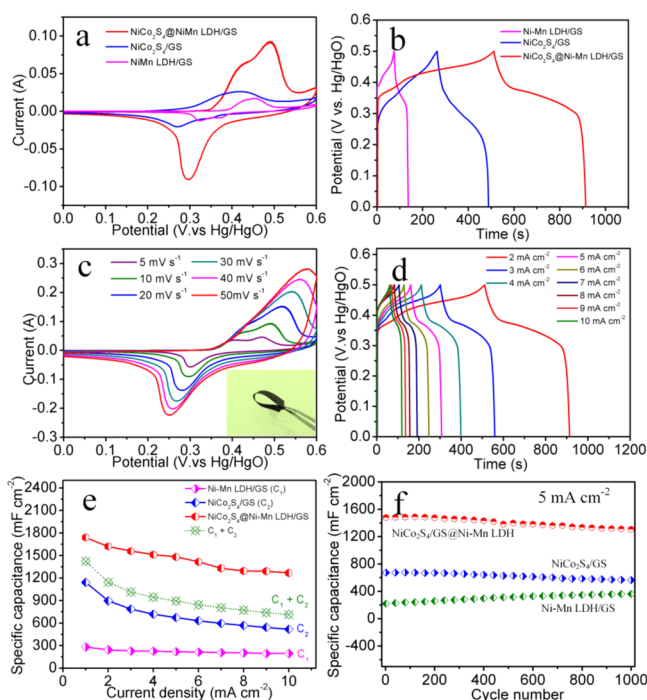 a
NiCo₂S₄@NiMn LDH/GS
NiCo₂S₄/GS
NiMn LDH/GS
0.10
0.05
0.00
-0.05
-0.10
Current (A)
0.0 0.1 0.2 0.3 0.4 0.5 0.6
Potential (V.vs Hg/HgO)
b
Ni-Mn LDH/GS
NiCo₂S₄/GS
NiCo₂S₄@Ni-Mn LDH/GS
0.6
0.5
0.4
0.3
0.2
0.1
0.0
Potential (V vs. Hg/HgO)
0 200 400 600 800 1000
Time (s)
c
5 mV s⁻¹ 30 mV s⁻¹
10 mV s⁻¹ 40 mV s⁻¹
20 mV s⁻¹ 50mV s⁻¹
0.3
0.2
0.1
0.0
-0.1
-0.2
-0.3
Current (A)
0.0 0.1 0.2 0.3 0.4 0.5 0.6
Potential (V.vs Hg/HgO)
d
2 mA cm⁻² 5 mA cm⁻²
3 mA cm⁻² 6 mA cm⁻²
4 mA cm⁻² 7 mA cm⁻²
8 mA cm⁻²
9 mA cm⁻²
10 mA cm⁻²
0.6
0.5
0.4
0.3
0.2
0.1
0.0
Potential (V.vs Hg/HgO)
0 200 400 600 800 1000 1200
Time (s)
e
Ni-Mn LDH/GS (C₁)
NiCo₂S₄/GS (C₂)
NiCo₂S₄@Ni-Mn LDH/GS
C₁ + C₂
2400
2100
1800
1500
1200
900
600
300
0
Specific capacitance (mF cm⁻²)
C₁ + C₂
C₂
C₁
0 2 4 6 8 10
Current density (mA cm⁻²)
f
5 mA cm⁻²
NiCo₂S₄/GS@Ni-Mn LDH
NiCo₂S₄/GS
Ni-Mn LDH/GS
2000
1600
1200
800
400
0
-400
Specific capacitance (mF cm⁻²)
0 200 400 600 800 1000
Cycle number